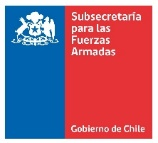 Subsecretaría
para las
Fuerzas
Armadas
Gobierno de Chile